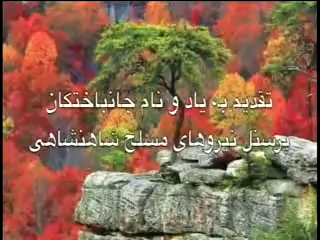 تقدیم به یاد و نام جانباختگان
پرسنل نیروهای مسلح شاهنشاهی